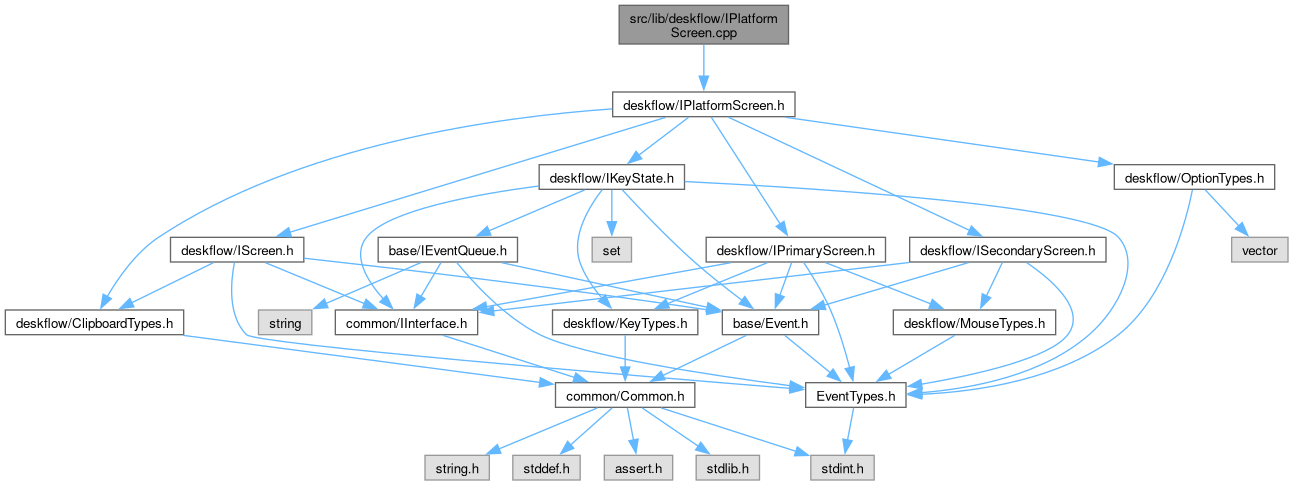 src/lib/deskflow/IPlatform
Screen.cpp
deskflow/IPlatformScreen.h
deskflow/IKeyState.h
deskflow/OptionTypes.h
deskflow/IScreen.h
base/IEventQueue.h
set
deskflow/IPrimaryScreen.h
deskflow/ISecondaryScreen.h
vector
deskflow/ClipboardTypes.h
string
common/IInterface.h
deskflow/KeyTypes.h
base/Event.h
deskflow/MouseTypes.h
common/Common.h
EventTypes.h
string.h
stddef.h
assert.h
stdlib.h
stdint.h